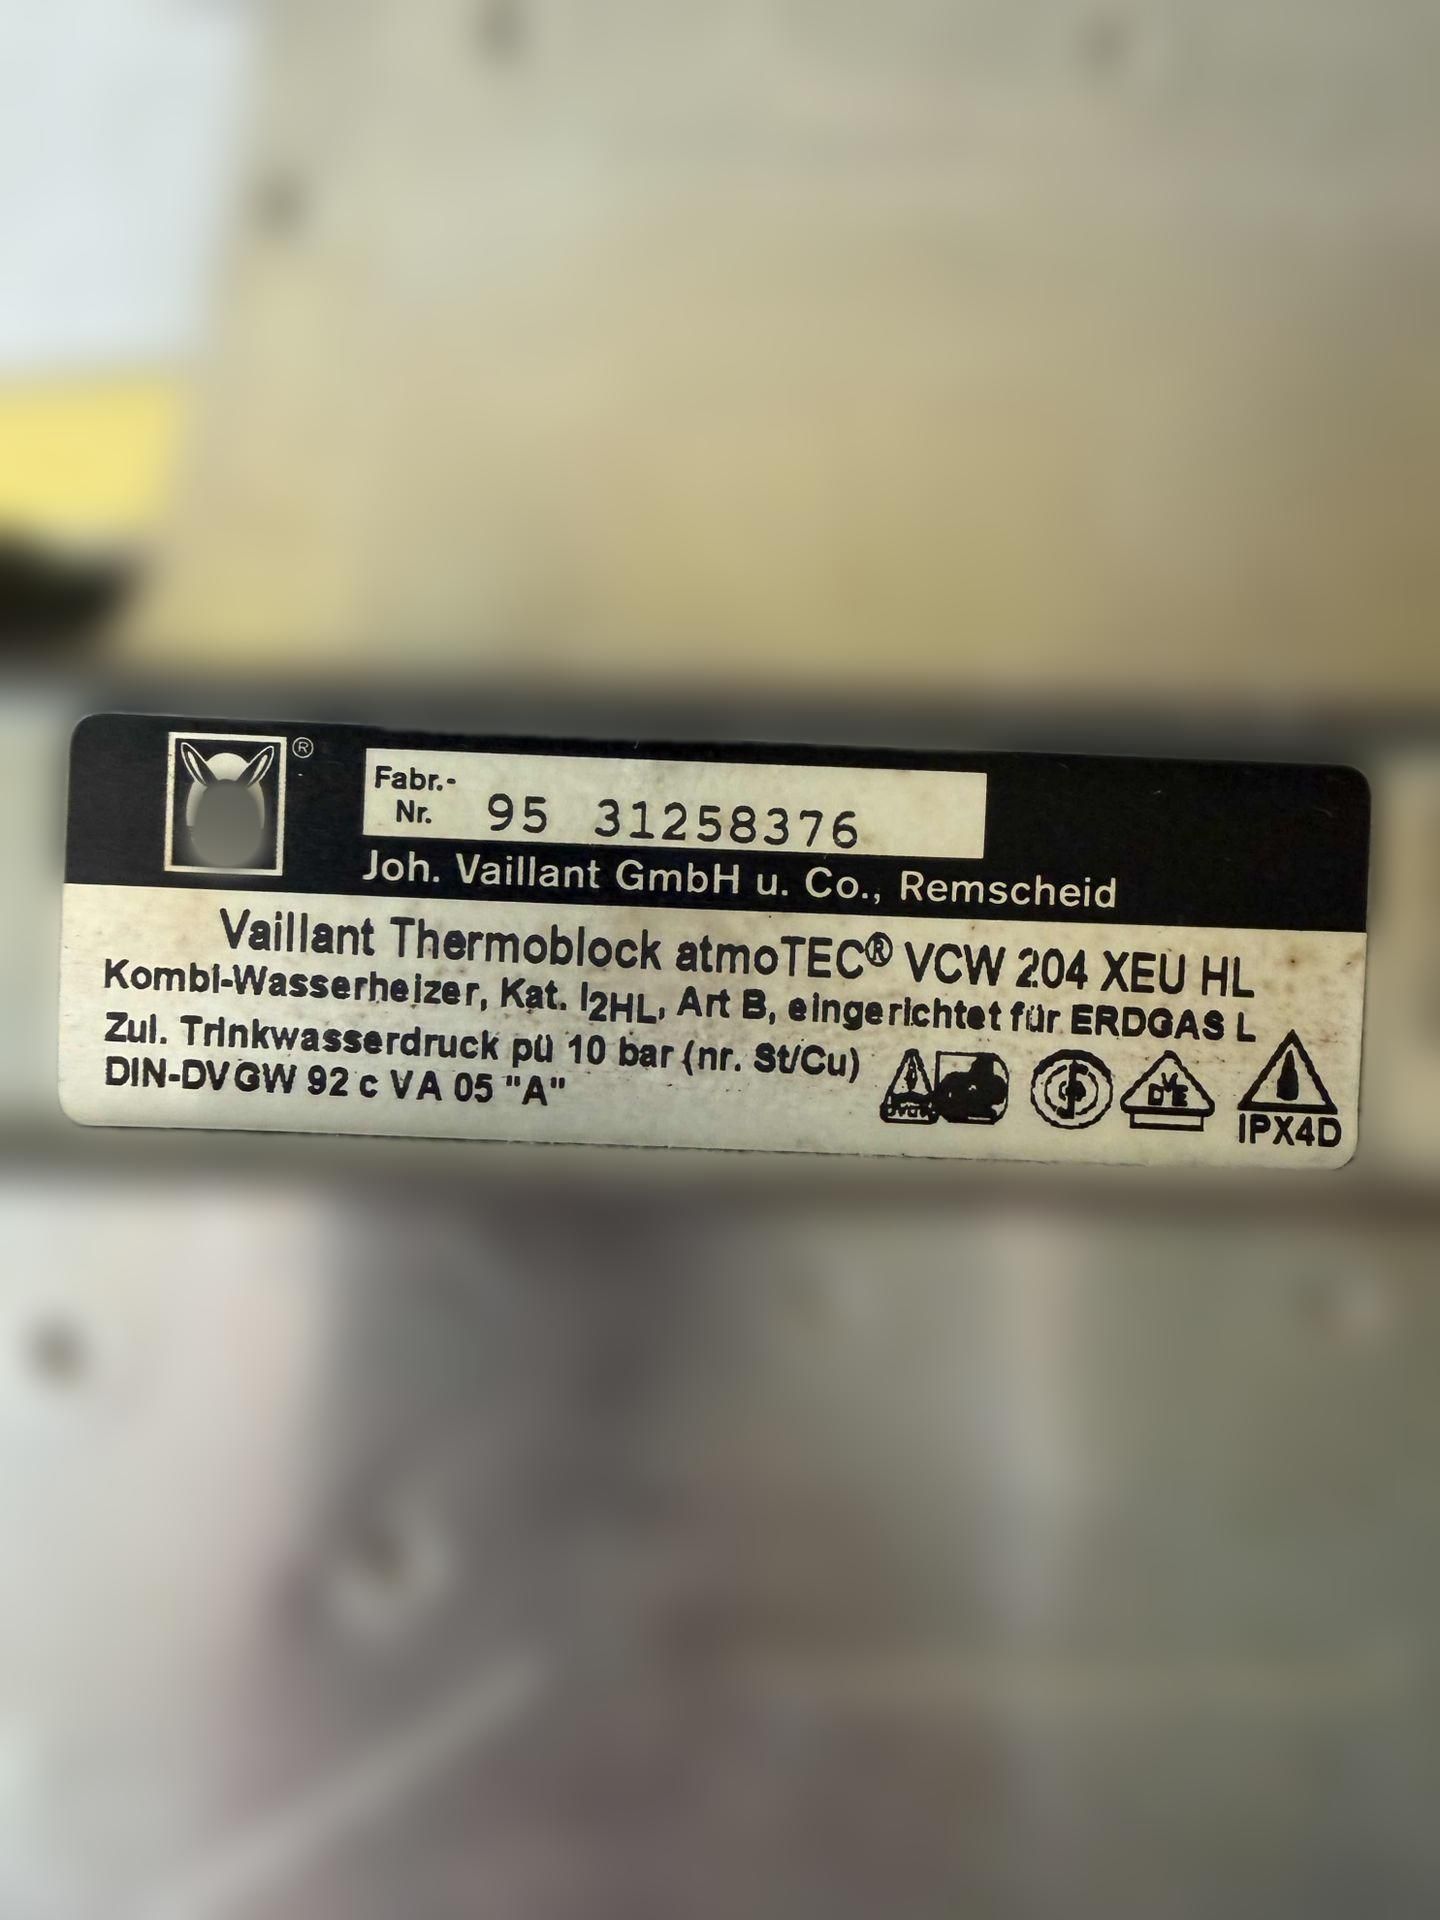 ®
Fabr.-
Nr. 95 31258376
Joh. Vaillant GmbH u. Co., Remscheid
Vaillant Thermoblock atmoTEC® VCW 204 XEU HL
Kombi-Wasserheizer, Kat. I2HL, Art B, eingerichtet für ERDGAS L
Zul. Trinkwasserdruck pü 10 bar (nr. St/Cu)
DIN-DVGW 92 c VA 05 "A"
DVE
IPX4D